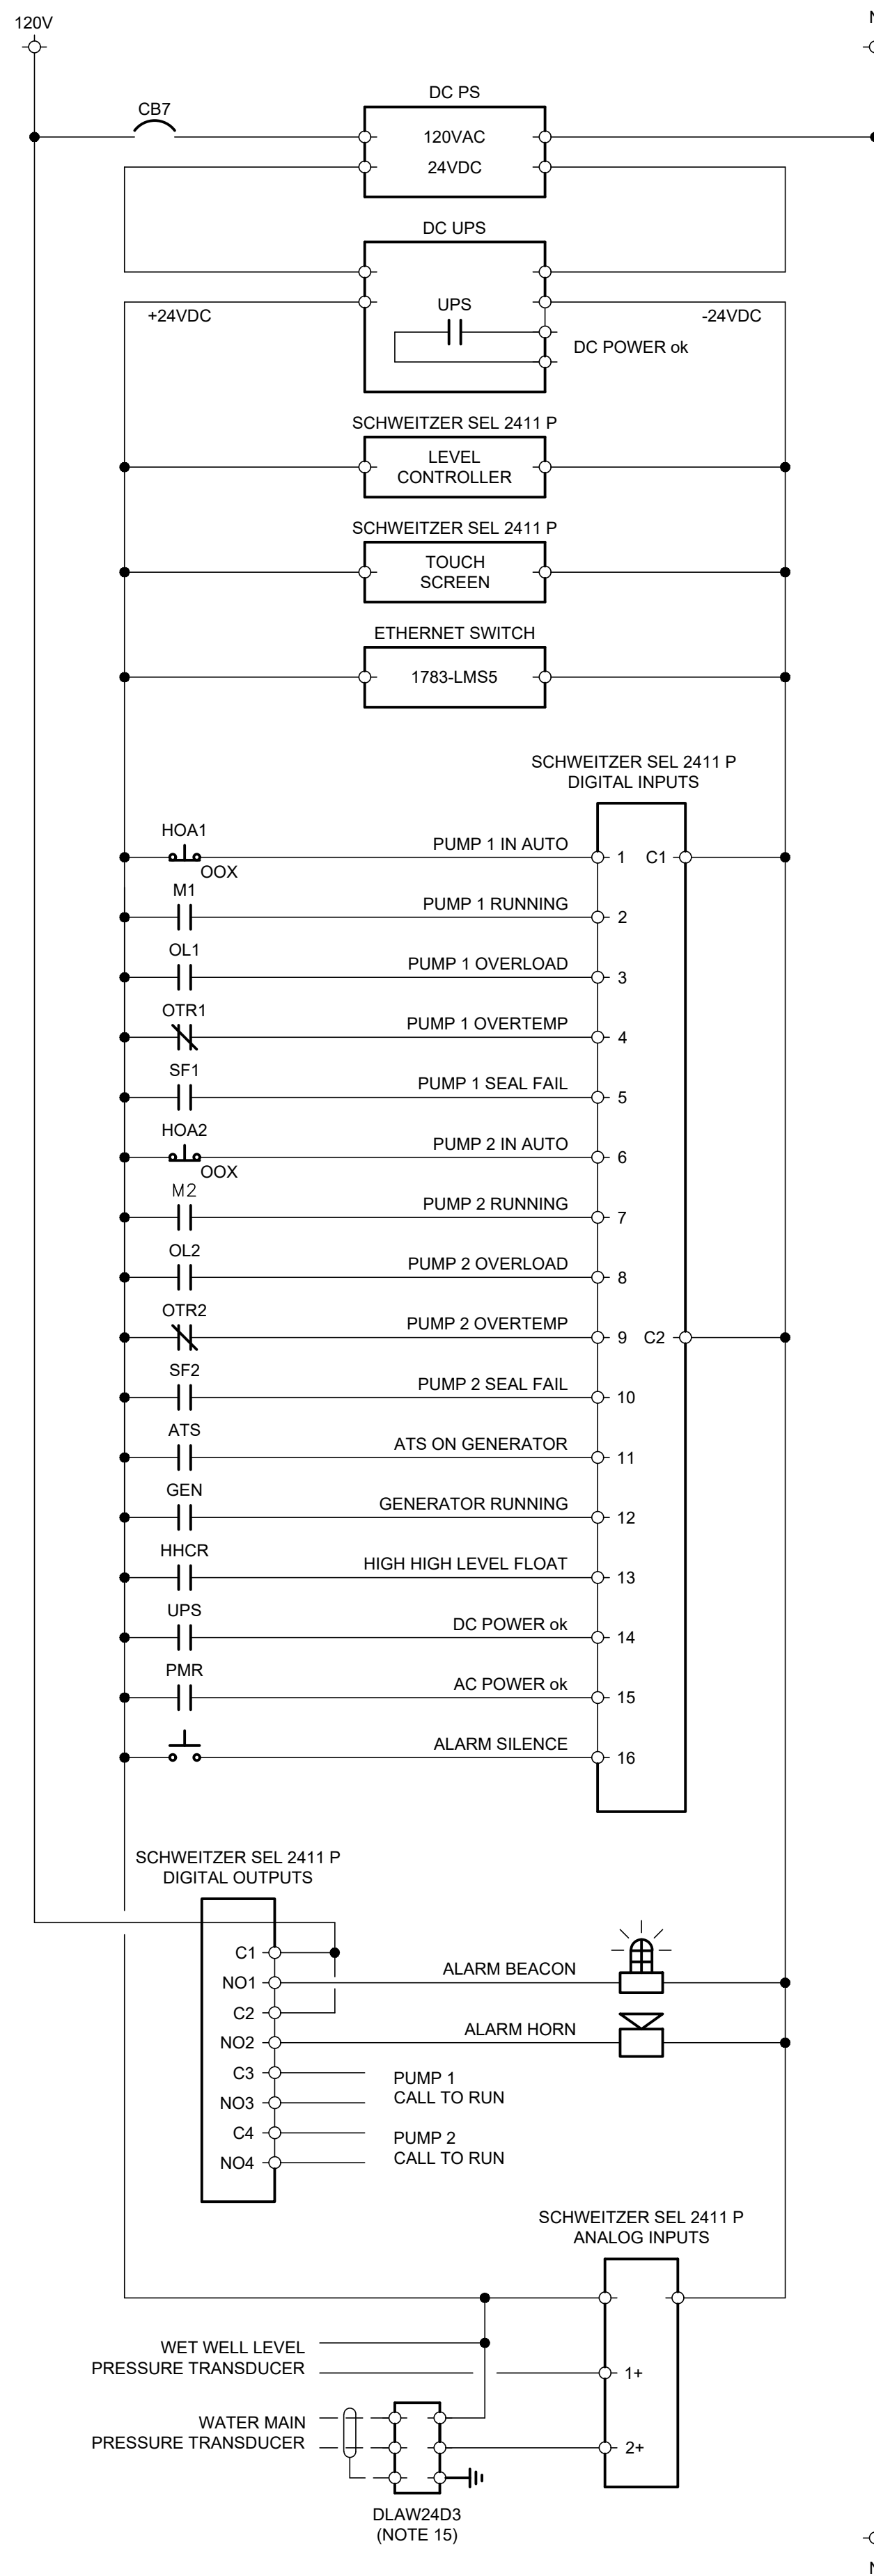 120V
N
CB7
DC PS
120VAC
24VDC
DC UPS
UPS
+24VDC
-24VDC
DC POWER ok
SCHWEITZER SEL 2411 P
LEVEL
CONTROLLER
SCHWEITZER SEL 2411 P
TOUCH
SCREEN
ETHERNET SWITCH
1783-LMS5
SCHWEITZER SEL 2411 P
DIGITAL INPUTS
HOA1
OOX
PUMP 1 IN AUTO
1
C1
M1
PUMP 1 RUNNING
2
OL1
PUMP 1 OVERLOAD
3
OTR1
PUMP 1 OVERTEMP
4
SF1
PUMP 1 SEAL FAIL
5
HOA2
OOX
PUMP 2 IN AUTO
6
M2
PUMP 2 RUNNING
7
OL2
PUMP 2 OVERLOAD
8
OTR2
PUMP 2 OVERTEMP
9
C2
SF2
PUMP 2 SEAL FAIL
10
ATS
ATS ON GENERATOR
11
GEN
GENERATOR RUNNING
12
HHCR
HIGH HIGH LEVEL FLOAT
13
UPS
DC POWER ok
14
PMR
AC POWER ok
15
ALARM SILENCE
16
SCHWEITZER SEL 2411 P
DIGITAL OUTPUTS
C1
NO1
ALARM BEACON
C2
NO2
ALARM HORN
C3
NO3
PUMP 1
CALL TO RUN
C4
NO4
PUMP 2
CALL TO RUN
SCHWEITZER SEL 2411 P
ANALOG INPUTS
WET WELL LEVEL
PRESSURE TRANSDUCER
1+
WATER MAIN
PRESSURE TRANSDUCER
2+
DLAW24D3
(NOTE 15)
N